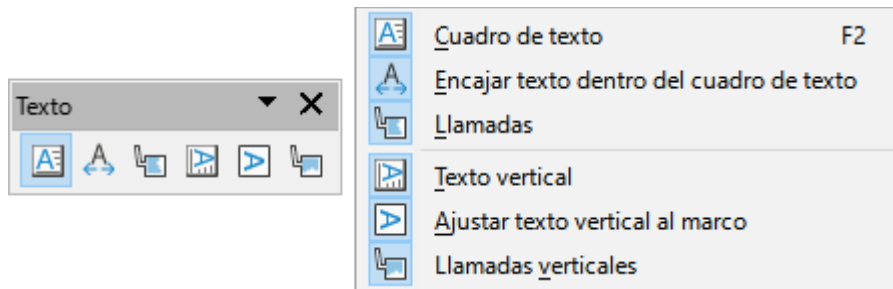 Texto
Cuadro de texto F2
Encajar texto dentro del cuadro de texto
Llamadas
Texto vertical
Ajustar texto vertical al marco
Llamadas verticales